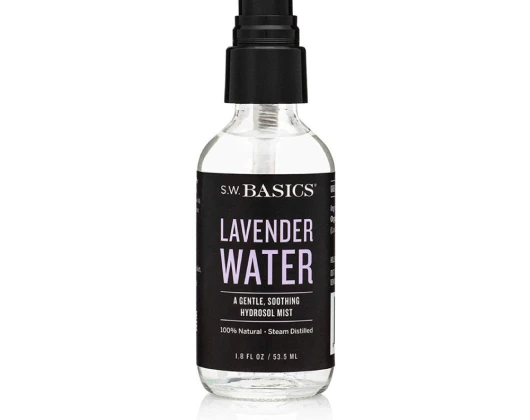 S.W. BASICS®
LAVENDER
WATER
A GENTLE, SOOTHING
HYDROSOL MIST
100% Natural - Steam Distilled
1.8 FL OZ / 53.5 ML